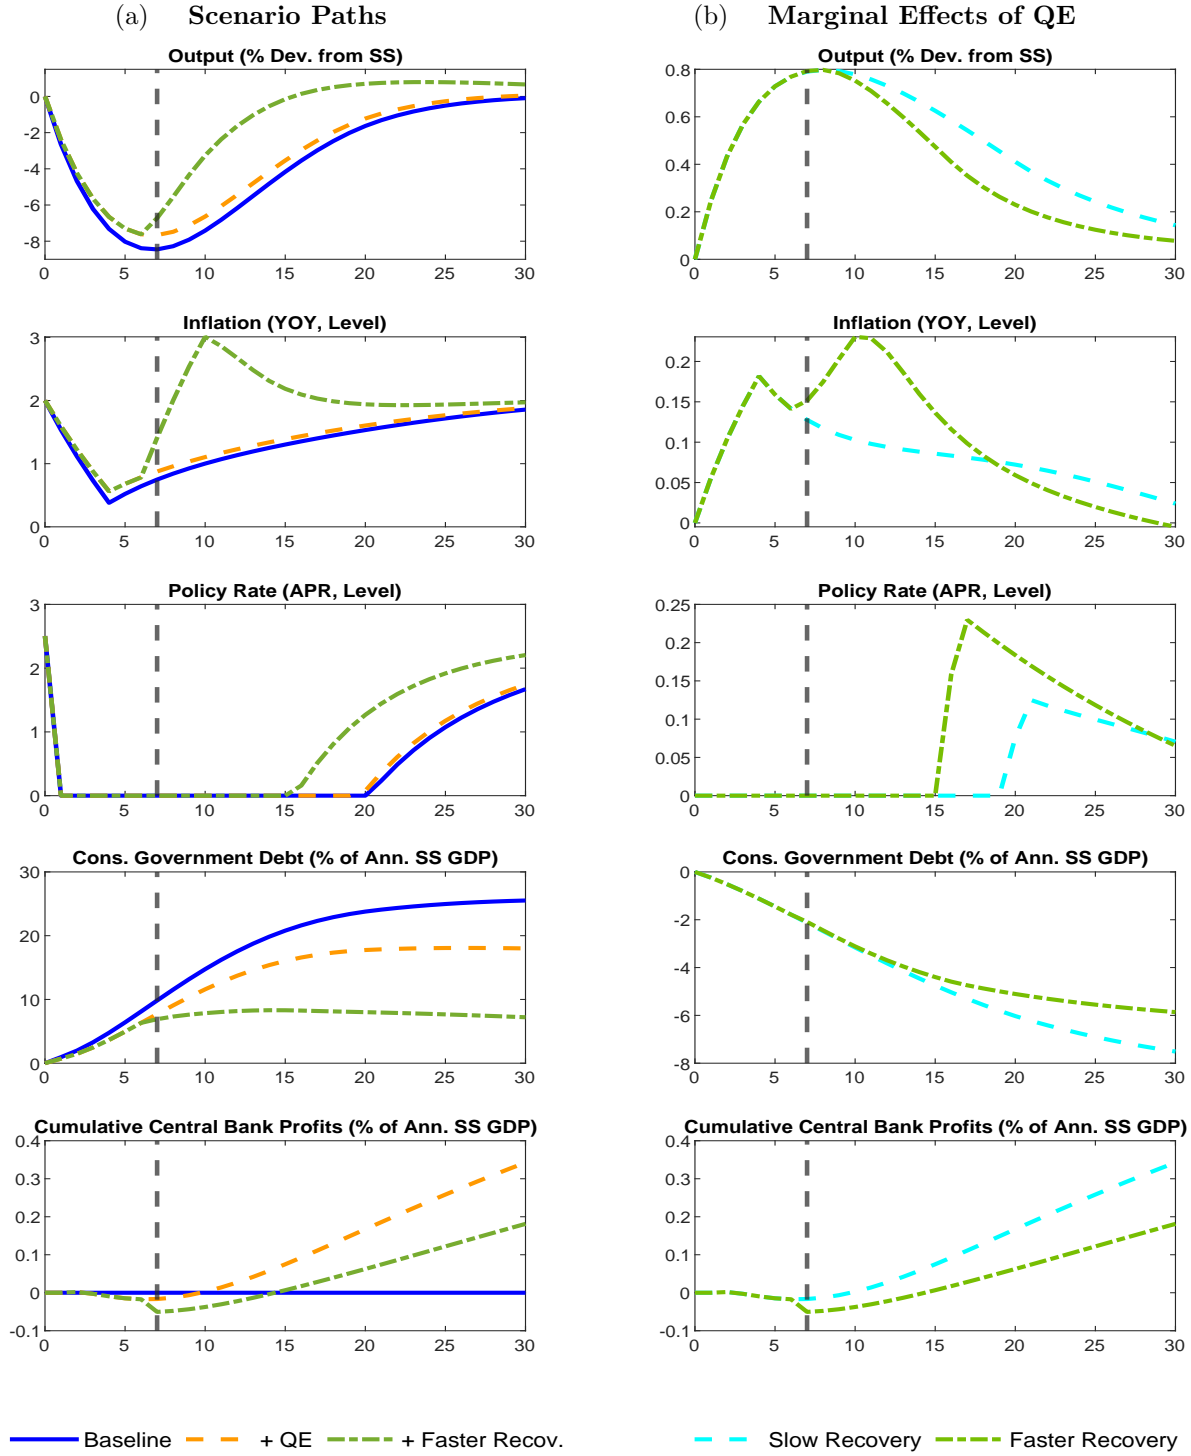 (a) Scenario Paths
(b) Marginal Effects of QE
Output (% Dev. from SS)
0
-2
-4
-6
-8
0 5 10 15 20 25 30
Output (% Dev. from SS)
0.8
0.6
0.4
0.2
0
0 5 10 15 20 25 30
Inflation (YOY, Level)
3
2
1
0
0 5 10 15 20 25 30
Inflation (YOY, Level)
0.2
0.15
0.1
0.05
0
0 5 10 15 20 25 30
Policy Rate (APR, Level)
3
2
1
0
0 5 10 15 20 25 30
Policy Rate (APR, Level)
0.25
0.2
0.15
0.1
0.05
0
0 5 10 15 20 25 30
Cons. Government Debt (% of Ann. SS GDP)
30
20
10
0
0 5 10 15 20 25 30
Cons. Government Debt (% of Ann. SS GDP)
0
-2
-4
-6
-8
0 5 10 15 20 25 30
Cumulative Central Bank Profits (% of Ann. SS GDP)
0.4
0.3
0.2
0.1
0
-0.1
0 5 10 15 20 25 30
Cumulative Central Bank Profits (% of Ann. SS GDP)
0.4
0.3
0.2
0.1
0
-0.1
0 5 10 15 20 25 30
Baseline + QE + Faster Recov.
Slow Recovery Faster Recovery